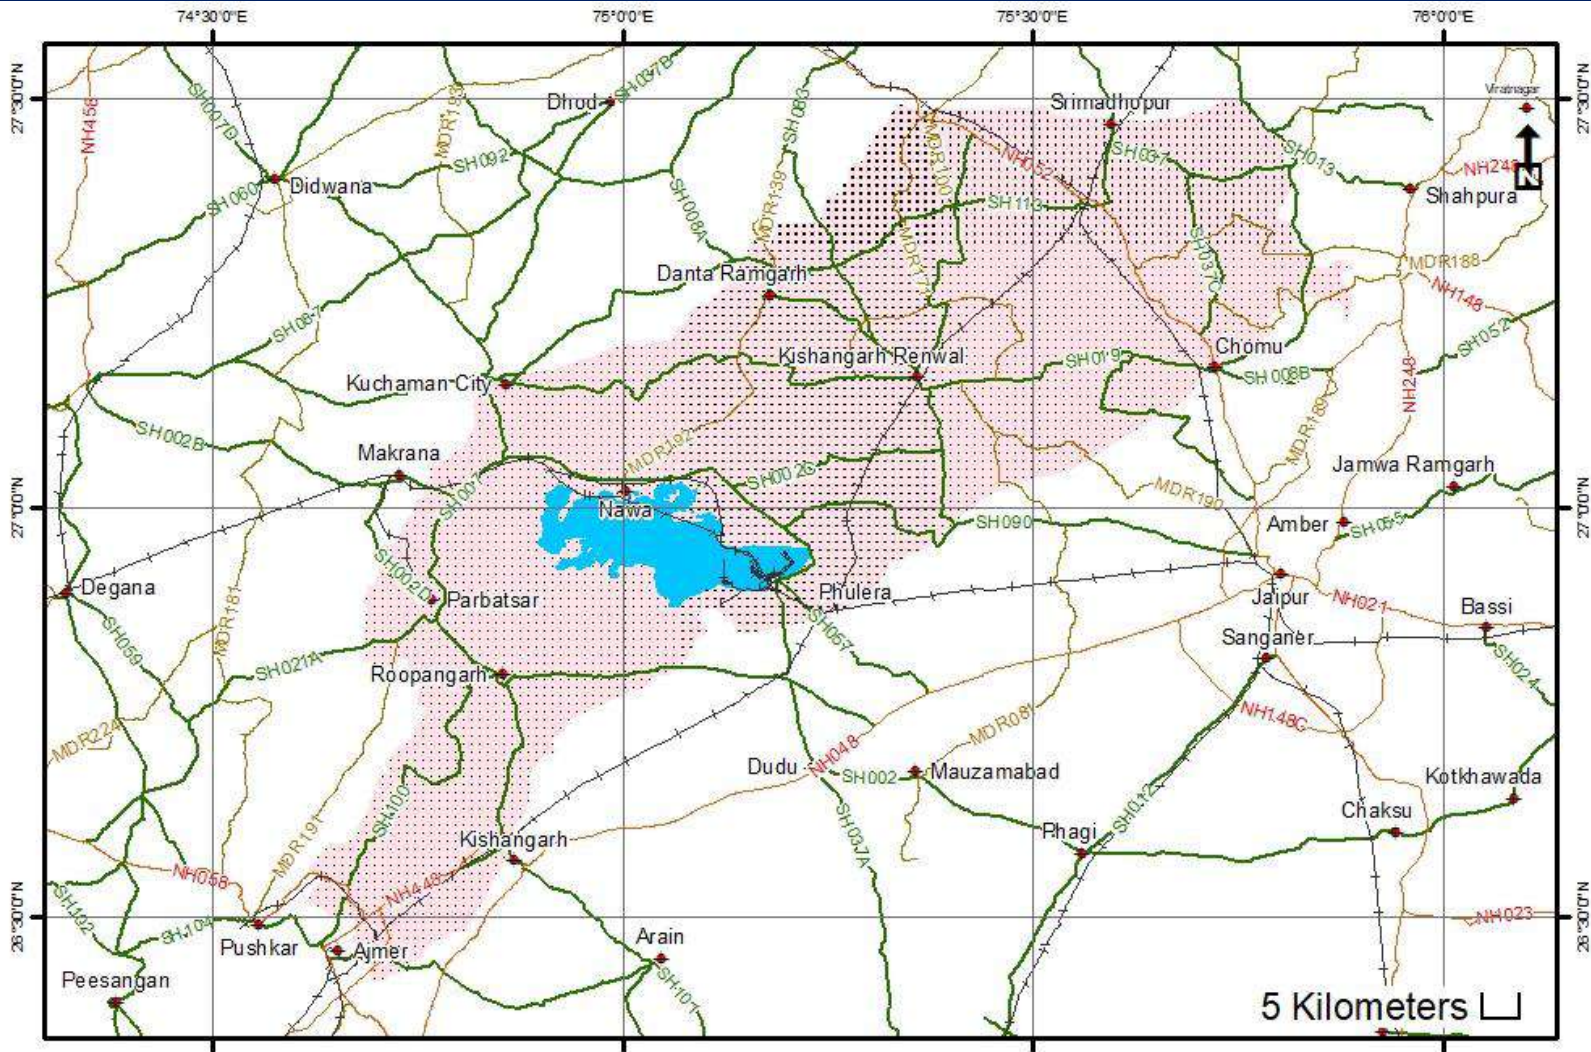 74°30'0"E 75°0'0"E 75°30'0"E 76°0'0"E
27°30'0"N
27°0'0"N
26°30'0"N
27°30'0"N
27°0'0"N
26°30'0"N
Viratnagar
N
NH458
SH007D
MDR183
Dhod
SH037B
SH083
Srimadhopur
SH037
NH052
MDR100
SH013
NH248
Shahpura
SH092
Didwana
SH060
SH008A
MDR139
SH113
MDR177
SH037C
MDR188
NH148
Danta Ramgarh
SH087
SH052
Kishangarh Renwal
SH019
Chomu
SH008B
NH248
Kuchaman City
MDR189
SH002B
Makrana
MDR192
SH002G
SH007
Jamwa Ramgarh
MDR190
Nawa
SH090
Amber
SH055
SH002D
Degana
Parbatsar
Phulera
Jaipur
NH021
Bassi
MDR181
SH059
SH057
Sanganer
SH024
SH021A
Roopangarh
MDR224
MDR081
NH148C
NH048
Dudu
SH002
Mauzamabad
Kotkhawada
SH100
SH037A
SH012
Chaksu
Phagi
MDR191
Kishangarh
NH058
NH448
SH102
SH104
NH023
Pushkar
Ajmer
Arain
Peesangan
SH101
5 Kilometers